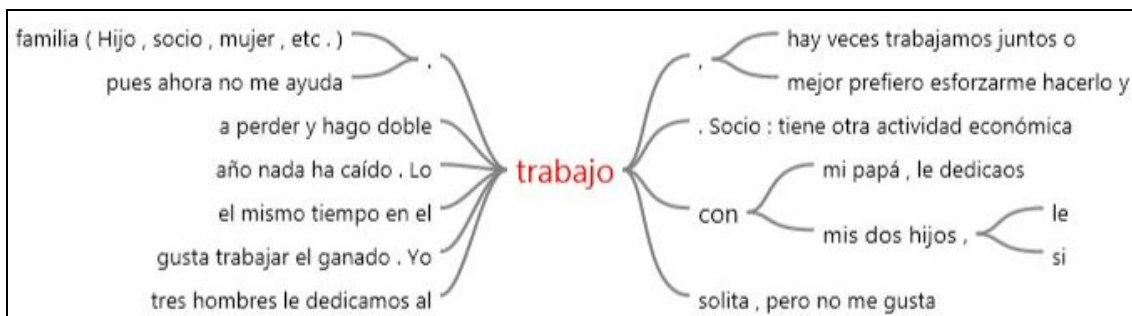 familia ( Hijo , socio , mujer , etc . )
pues ahora no me ayuda
.
a perder y hago doble
año nada ha caído . Lo
el mismo tiempo en el
gusta trabajar el ganado . Yo
tres hombres le dedicamos al
trabajo
,
hay veces trabajamos juntos o
mejor prefiero esforzarme hacerlo y
. Socio : tiene otra actividad económica
con
mi papá , le dedicaos
mis dos hijos ,
le
si
solita , pero no me gusta